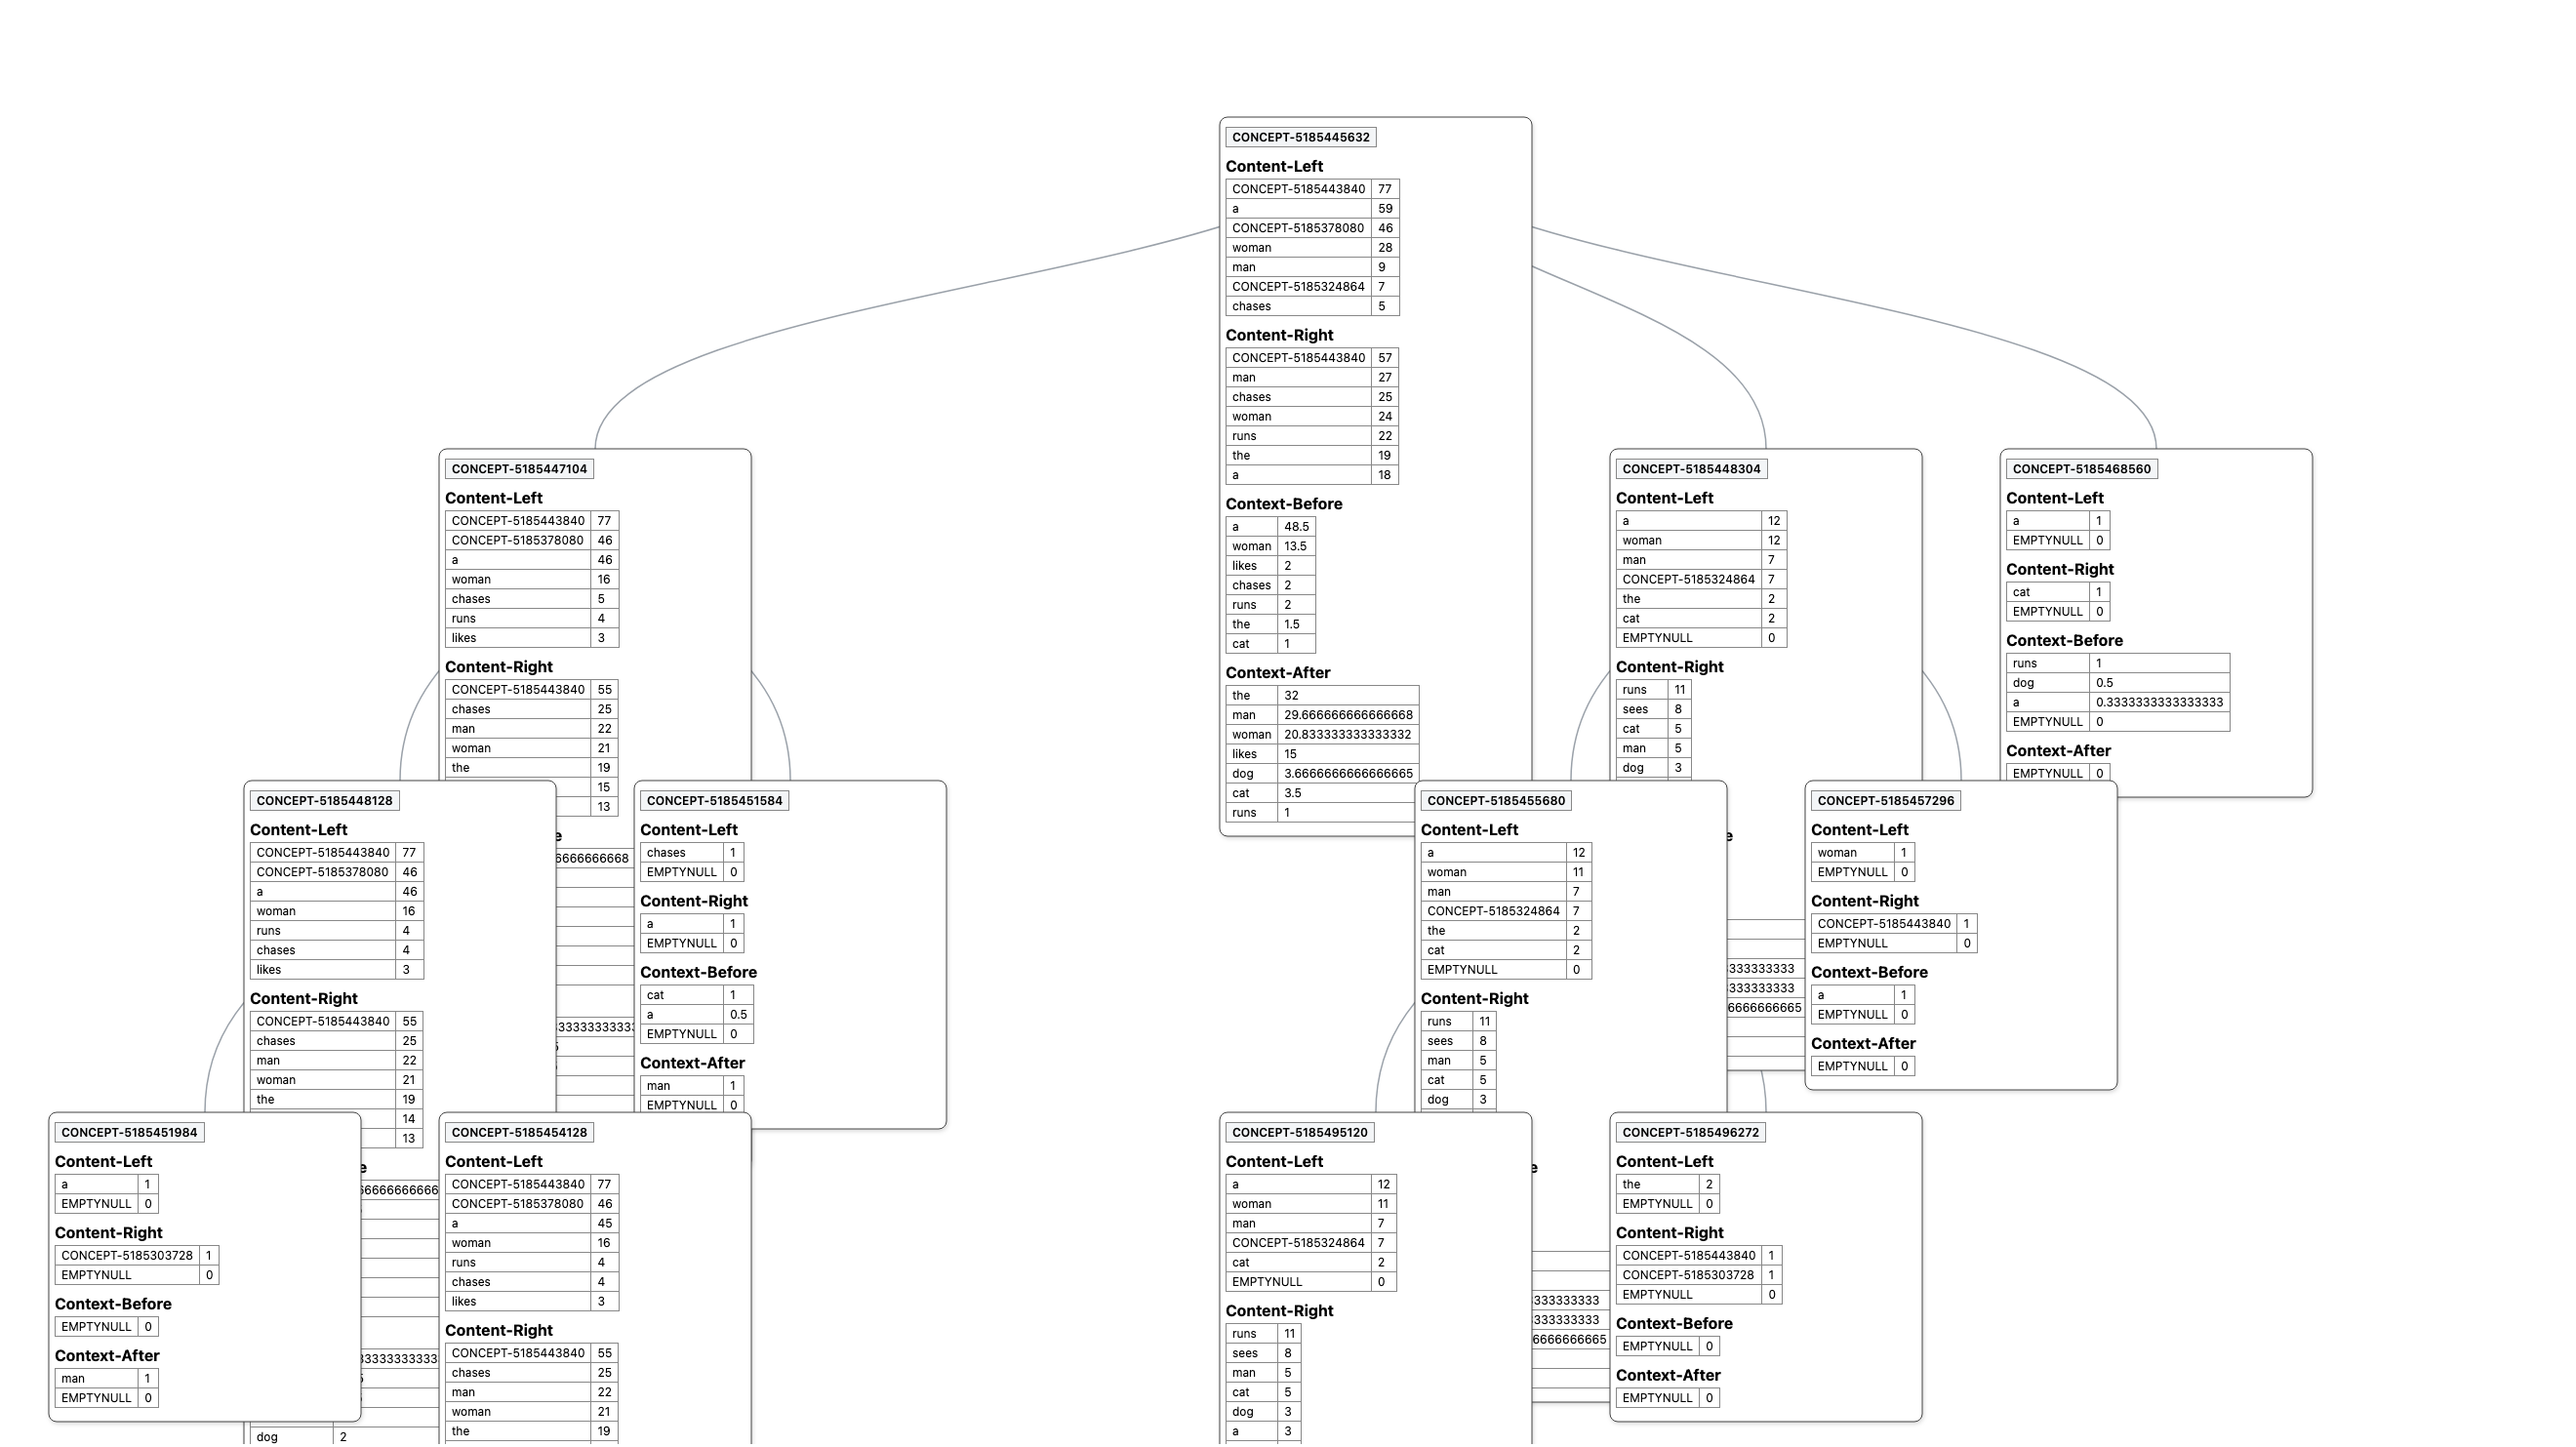 CONCEPT-5185445632
Content-Left
CONCEPT-5185443840 77
a 59
CONCEPT-5185378080 46
woman 28
man 9
CONCEPT-5185324864 7
chases 5
Content-Right
CONCEPT-5185443840 57
man 27
chases 25
woman 24
runs 22
the 19
a 18
Context-Before
a 48.5
woman 13.5
likes 2
chases 2
runs 2
the 1.5
cat 1
Context-After
the 32
man 29.666666666666668
woman 20.833333333333332
likes 15
dog 3.6666666666666665
cat 3.5
runs 1
CONCEPT-5185447104
Content-Left
CONCEPT-5185443840 77
CONCEPT-5185378080 46
a 46
woman 16
chases 5
runs 4
likes 3
Content-Right
CONCEPT-5185443840 55
chases 25
man 22
woman 21
the 19
15
13
CONCEPT-5185448304
Content-Left
a 12
woman 12
man 7
CONCEPT-5185324864 7
the 2
cat 2
EMPTYNULL 0
Content-Right
runs 11
sees 8
cat 5
man 5
dog 3
CONCEPT-5185468560
Content-Left
a 1
EMPTYNULL 0
Content-Right
cat 1
EMPTYNULL 0
Context-Before
runs 1
dog 0.5
a 0.3333333333333333
EMPTYNULL 0
Context-After
EMPTYNULL 0
CONCEPT-5185448128
Content-Left
CONCEPT-5185443840 77
CONCEPT-5185378080 46
a 46
woman 16
runs 4
chases 4
likes 3
Content-Right
CONCEPT-5185443840 55
chases 25
man 22
woman 21
the 19
14
13
dog 2
CONCEPT-5185451584
Content-Left
chases 1
EMPTYNULL 0
Content-Right
a 1
EMPTYNULL 0
Context-Before
cat 1
a 0.5
EMPTYNULL 0
Context-After
man 1
EMPTYNULL 0
CONCEPT-5185455680
Content-Left
a 12
woman 11
man 7
CONCEPT-5185324864 7
the 2
cat 2
EMPTYNULL 0
Content-Right
runs 11
sees 8
man 5
cat 5
dog 3
CONCEPT-5185457296
Content-Left
woman 1
EMPTYNULL 0
Content-Right
CONCEPT-5185443840 1
EMPTYNULL 0
Context-Before
a 1
EMPTYNULL 0
Context-After
EMPTYNULL 0
CONCEPT-5185451984
Content-Left
a 1
EMPTYNULL 0
Content-Right
CONCEPT-5185303728 1
EMPTYNULL 0
Context-Before
EMPTYNULL 0
Context-After
man 1
EMPTYNULL 0
CONCEPT-5185454128
Content-Left
CONCEPT-5185443840 77
CONCEPT-5185378080 46
a 45
woman 16
runs 4
chases 4
likes 3
Content-Right
CONCEPT-5185443840 55
chases 25
man 22
woman 21
the 19
CONCEPT-5185495120
Content-Left
a 12
woman 11
man 7
CONCEPT-5185324864 7
cat 2
EMPTYNULL 0
Content-Right
runs 11
sees 8
man 5
cat 5
dog 3
a 3
CONCEPT-5185496272
Content-Left
the 2
EMPTYNULL 0
Content-Right
CONCEPT-5185443840 1
CONCEPT-5185303728 1
EMPTYNULL 0
Context-Before
EMPTYNULL 0
Context-After
EMPTYNULL 0